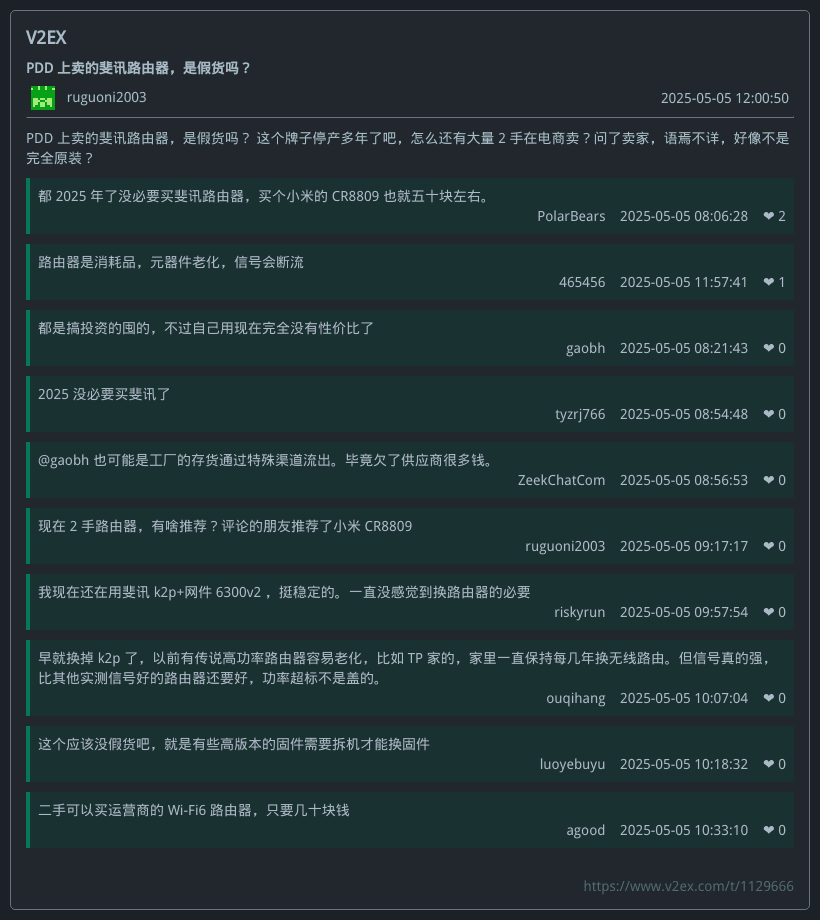 V2EX
PDD 上卖的斐讯路由器，是假货吗？
ruguoni2003
2025-05-05 12:00:50
PDD 上卖的斐讯路由器，是假货吗？ 这个牌子停产多年了吧，怎么还有大量 2 手在电商卖？问了卖家，语焉不详，好像不是
完全原装？
都 2025 年了没必要买斐讯路由器，买个小米的 CR8809 也就五十块左右。
PolarBears 2025-05-05 08:06:28 ❤ 2
路由器是消耗品，元器件老化，信号会断流
465456 2025-05-05 11:57:41 ❤ 1
都是搞投资的囤的，不过自己用现在完全没有性价比了
gaobh 2025-05-05 08:21:43 ❤ 0
2025 没必要买斐讯了
tyzrj766 2025-05-05 08:54:48 ❤ 0
@gaobh 也可能是工厂的存货通过特殊渠道流出。毕竟欠了供应商很多钱。
ZeekChatCom 2025-05-05 08:56:53 ❤ 0
现在 2 手路由器，有啥推荐？评论的朋友推荐了小米 CR8809
ruguoni2003 2025-05-05 09:17:17 ❤ 0
我现在还在用斐讯 k2p+网件 6300v2 ，挺稳定的。一直没感觉到换路由器的必要
riskyrun 2025-05-05 09:57:54 ❤ 0
早就换掉 k2p 了，以前有传说高功率路由器容易老化，比如 TP 家的，家里一直保持每几年换无线路由。但信号真的强，
比其他实测信号好的路由器还要好，功率超标不是盖的。
ouqihang 2025-05-05 10:07:04 ❤ 0
这个应该没假货吧，就是有些高版本的固件需要拆机才能换固件
luoyebuyu 2025-05-05 10:18:32 ❤ 0
二手可以买运营商的 Wi-Fi6 路由器，只要几十块钱
agood 2025-05-05 10:33:10 ❤ 0
https://www.v2ex.com/t/1129666